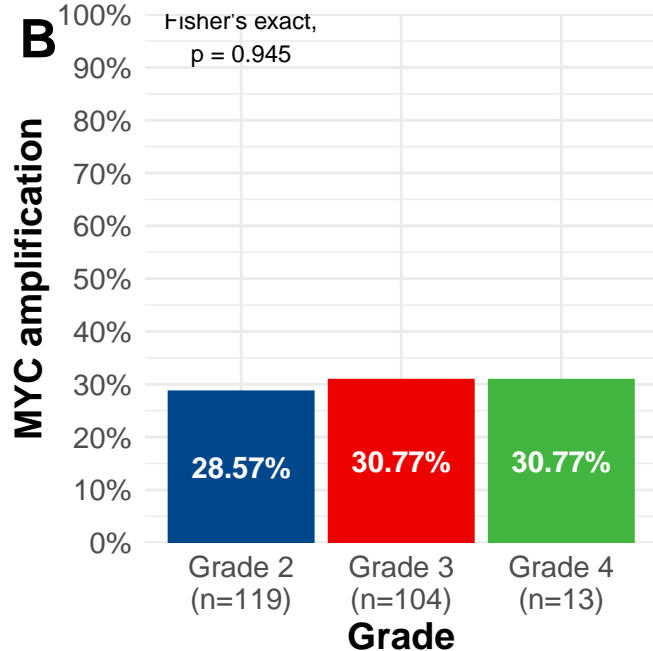 B
Fisher's exact,
p = 0.945
MYC amplification
100%
90%
80%
70%
60%
50%
40%
30%
20%
10%
0%
28.57%
30.77%
30.77%
Grade 2
(n=119)
Grade 3
(n=104)
Grade 4
(n=13)
Grade